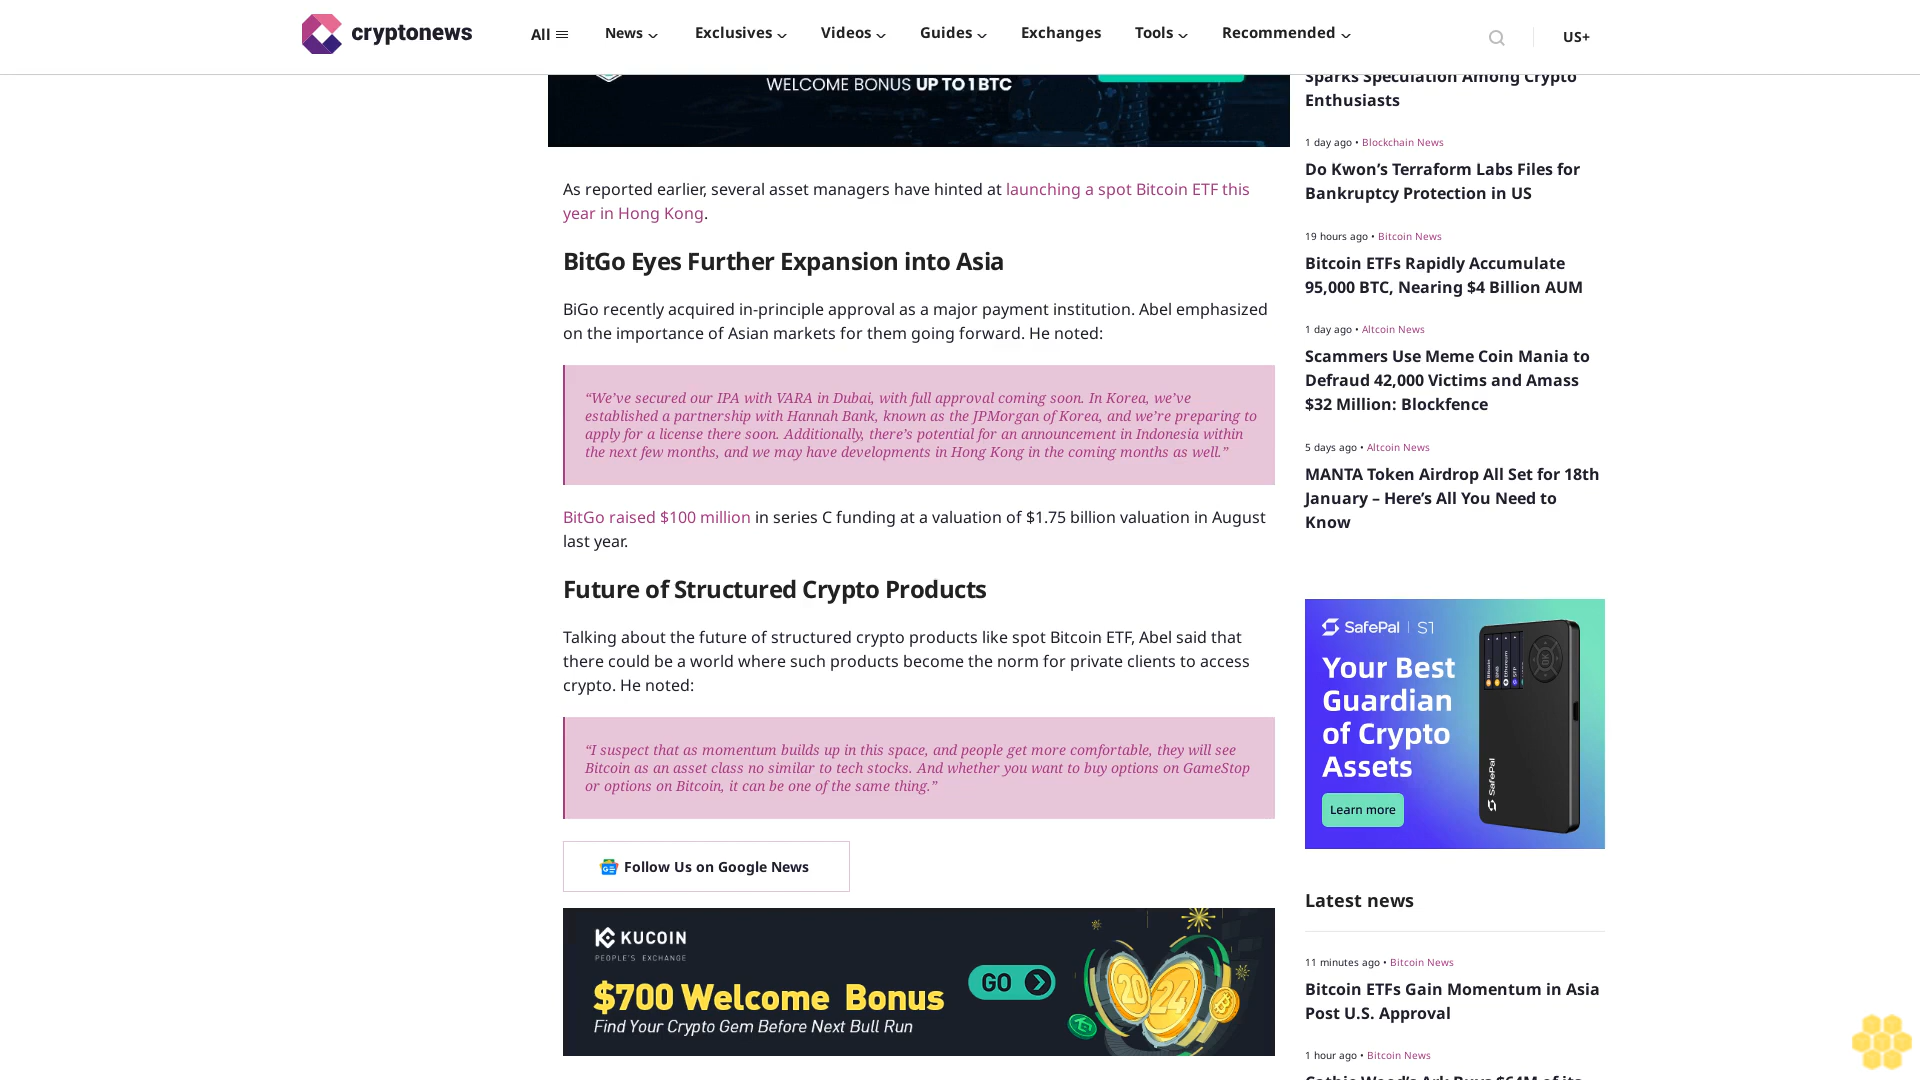 cryptonews
All
News
Exclusives
Videos
Guides
Exchanges
Tools
Recommended
US+
WELCOME BONUS UP TO 1 BTC
As reported earlier, several asset managers have hinted at launching a spot Bitcoin ETF this
year in Hong Kong.
BitGo Eyes Further Expansion into Asia
BiGo recently acquired in-principle approval as a major payment institution. Abel emphasized
on the importance of Asian markets for them going forward. He noted:
“We’ve secured our IPA with VARA in Dubai, with full approval coming soon. In Korea, we’ve
established a partnership with Hannah Bank, known as the JPMorgan of Korea, and we’re preparing to
apply for a license there soon. Additionally, there’s potential for an announcement in Indonesia within
the next few months, and we may have developments in Hong Kong in the coming months as well.”
BitGo raised $100 million in series C funding at a valuation of $1.75 billion valuation in August
last year.
Future of Structured Crypto Products
Talking about the future of structured crypto products like spot Bitcoin ETF, Abel said that
there could be a world where such products become the norm for private clients to access
crypto. He noted:
“I suspect that as momentum builds up in this space, and people get more comfortable, they will see
Bitcoin as an asset class no similar to tech stocks. And whether you want to buy options on GameStop
or options on Bitcoin, it can be one of the same thing.”
Follow Us on Google News
KUCOIN
PEOPLE'S EXCHANGE
$700 Welcome Bonus
Find Your Crypto Gem Before Next Bull Run
GO
20 24
Sparks Speculation Among Crypto
Enthusiasts
1 day ago • Blockchain News
Do Kwon’s Terraform Labs Files for
Bankruptcy Protection in US
19 hours ago • Bitcoin News
Bitcoin ETFs Rapidly Accumulate
95,000 BTC, Nearing $4 Billion AUM
1 day ago • Altcoin News
Scammers Use Meme Coin Mania to
Defraud 42,000 Victims and Amass
$32 Million: Blockfence
5 days ago • Altcoin News
MANTA Token Airdrop All Set for 18th
January – Here’s All You Need to
Know
SafePal | S1
Your Best
Guardian
of Crypto
Assets
Learn more
SafePal
OK
Bitcoin
BNB
Ethereum
SFP
Latest news
11 minutes ago • Bitcoin News
Bitcoin ETFs Gain Momentum in Asia
Post U.S. Approval
1 hour ago • Bitcoin News
Cathie Wood’s Ark Buys $64M of its